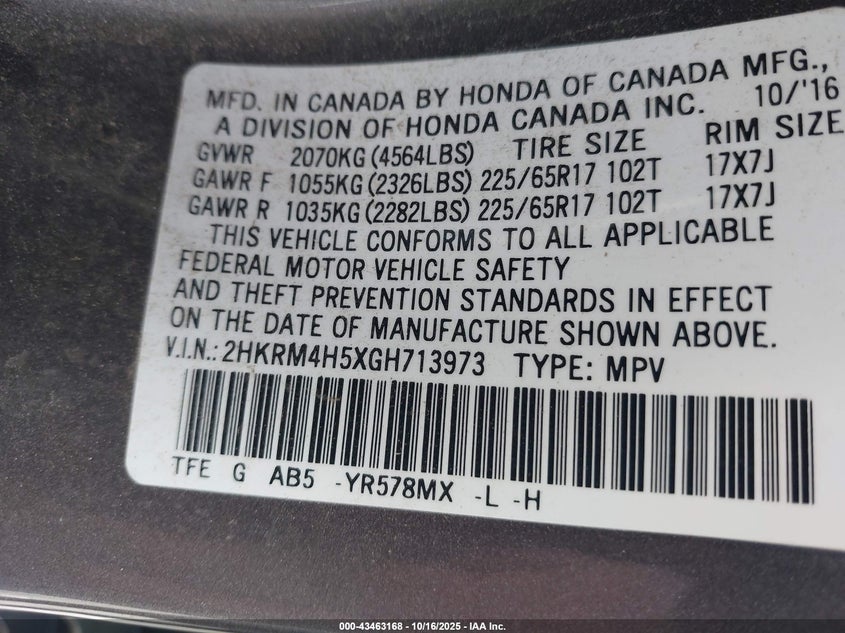 MFD. IN CANADA BY HONDA OF CANADA MFG.,
A DIVISION OF HONDA CANADA INC. 10/'16
GVWR 2070KG (4564LBS) TIRE SIZE RIM SIZE
GAWR F 1055KG (2326LBS) 225/65R17 102T 17X7J
GAWR R 1035KG (2282LBS) 225/65R17 102T 17X7J
THIS VEHICLE CONFORMS TO ALL APPLICABLE
FEDERAL MOTOR VEHICLE SAFETY
AND THEFT PREVENTION STANDARDS IN EFFECT
ON THE DATE OF MANUFACTURE SHOWN ABOVE.
V.I.N.: 2HKRM4H5XGH713973 TYPE: MPV
TFE G AB5 -YR578MX -L -H
000-43463168 - 10/16/2025 - IAA Inc.